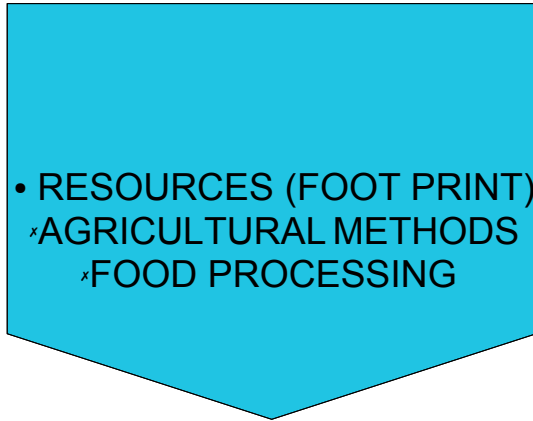 • RESOURCES (FOOT PRINT)
✗AGRICULTURAL METHODS
✗FOOD PROCESSING